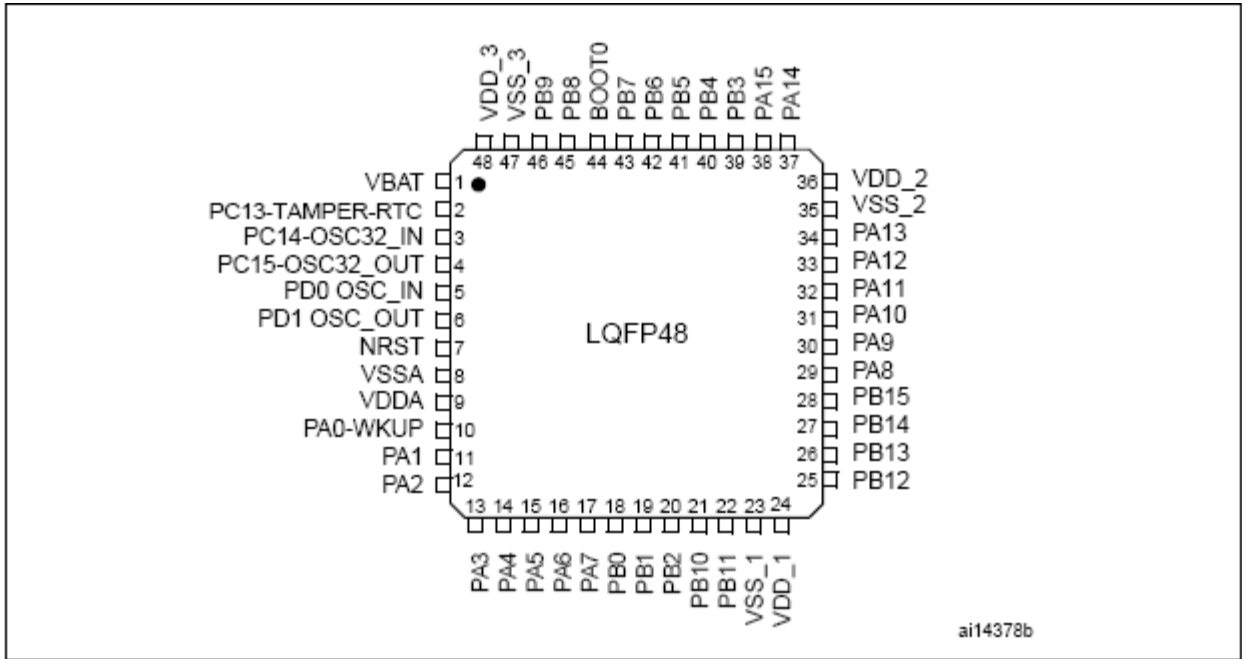 VDD_3
VSS_3
PB9
PB8
BOOT0
PB7
PB6
PB5
PB4
PB3
PA15
PA14
48 47 46 45 44 43 42 41 40 39 38 37
VBAT 1
PC13-TAMPER-RTC 2
PC14-OSC32_IN 3
PC15-OSC32_OUT 4
PD0 OSC_IN 5
PD1 OSC_OUT 6
NRST 7
VSSA 8
VDDA 9
PA0-WKUP 10
PA1 11
PA2 12
LQFP48
36 VDD_2
35 VSS_2
34 PA13
33 PA12
32 PA11
31 PA10
30 PA9
29 PA8
28 PB15
27 PB14
26 PB13
25 PB12
13 14 15 16 17 18 19 20 21 22 23 24
PA3
PA4
PA5
PA6
PA7
PB0
PB1
PB2
PB10
PB11
VSS_1
VDD_1
ai14378b